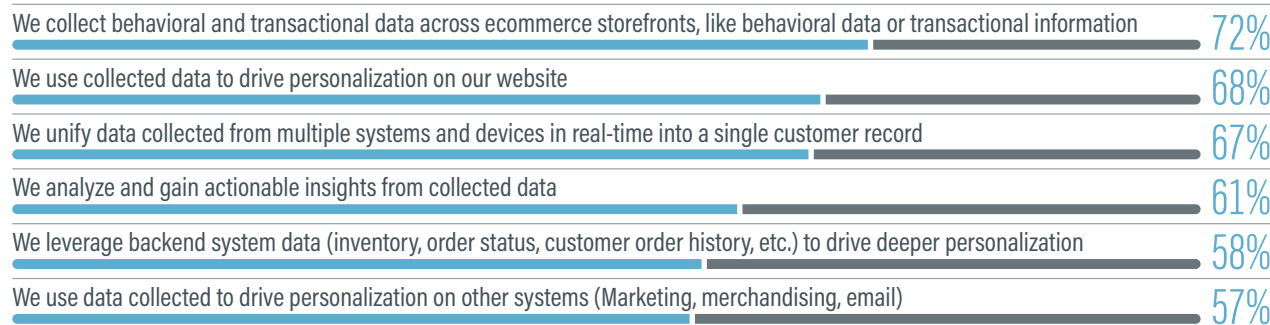 We collect behavioral and transactional data across ecommerce storefronts, like behavioral data or transactional information
72%
We use collected data to drive personalization on our website
68%
We unify data collected from multiple systems and devices in real-time into a single customer record
67%
We analyze and gain actionable insights from collected data
61%
We leverage backend system data (inventory, order status, customer order history, etc.) to drive deeper personalization
58%
We use data collected to drive personalization on other systems (Marketing, merchandising, email)
57%